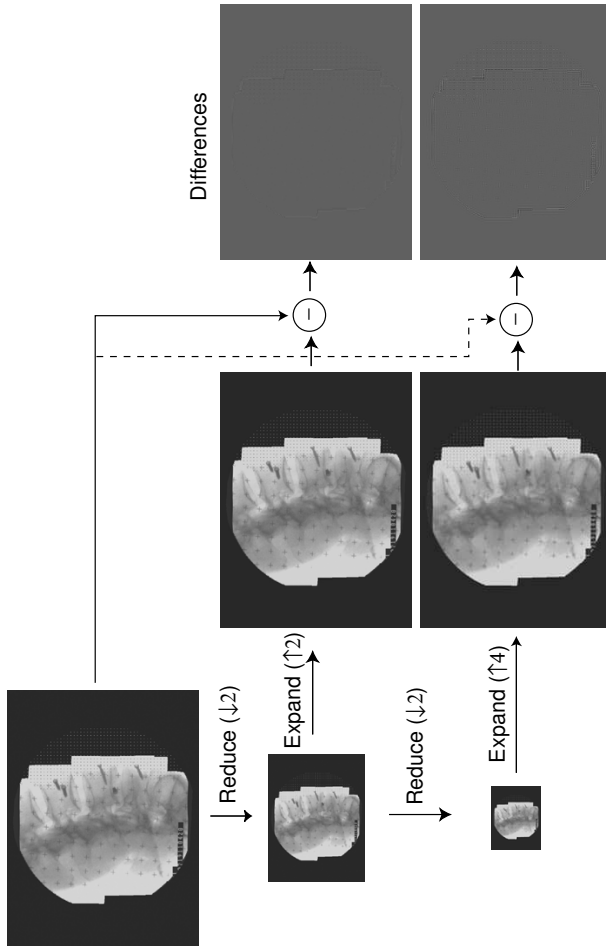 Differences
−
−
Expand (↑2)
Expand (↑4)
Reduce (↓2)
Reduce (↓2)